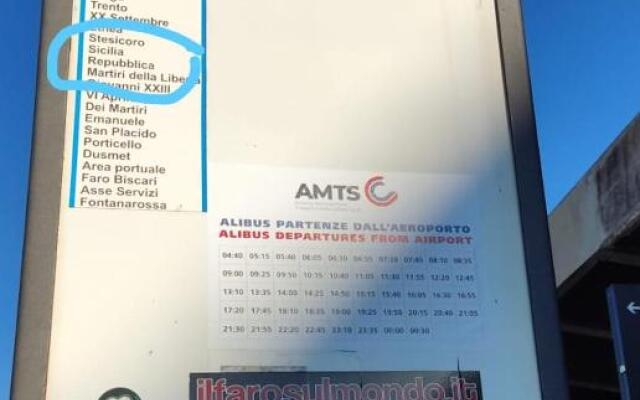 Trento
XX Settembre
Etnea
Stesicoro
Sicilia
Repubblica
Martiri della Libertà
Giovanni XXIII
VI Aprile
Dei Martiri
Emanuele
San Placido
Porticello
Dusmet
Area portuale
Faro Biscari
Asse Servizi
Fontanarossa
AMTS
ALIBUS PARTENZE DALL'AEROPORTO
ALIBUS DEPARTURES FROM AIRPORT
04:40 05:15 05:40 06:05 06:30 06:55 07:20 07:45 08:10 08:35
09:00 09:25 09:50 10:15 10:40 11:05 11:30 11:55 12:20 12:45
13:10 13:35 14:00 14:25 14:50 15:15 15:40 16:05 16:30 16:55
17:20 17:45 18:10 18:35 19:00 19:25 19:50 20:15 20:40 21:05
21:30 21:55 22:20 22:45 23:10 23:35 00:00 00:30
ilfarosulmondo.it